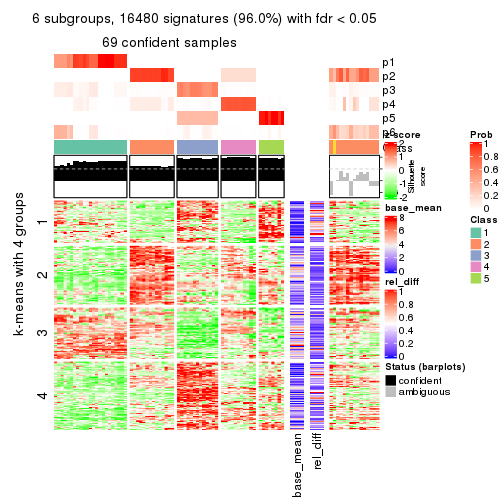 6 subgroups, 16480 signatures (96.0%) with fdr < 0.05
69 confident samples
p1
p2
p3
p4
p5
p6
Class
Silhouette score
k-means with 4 groups
1
2
3
4
base_mean
rel_diff
z-score
2
1
0
-1
-2
base_mean
8
6
4
2
0
rel_diff
1
0.8
0.6
0.4
0.2
0
Status (barplots)
confident
ambiguous
Prob
1
0.8
0.6
0.4
0.2
0
Class
1
2
3
4
5